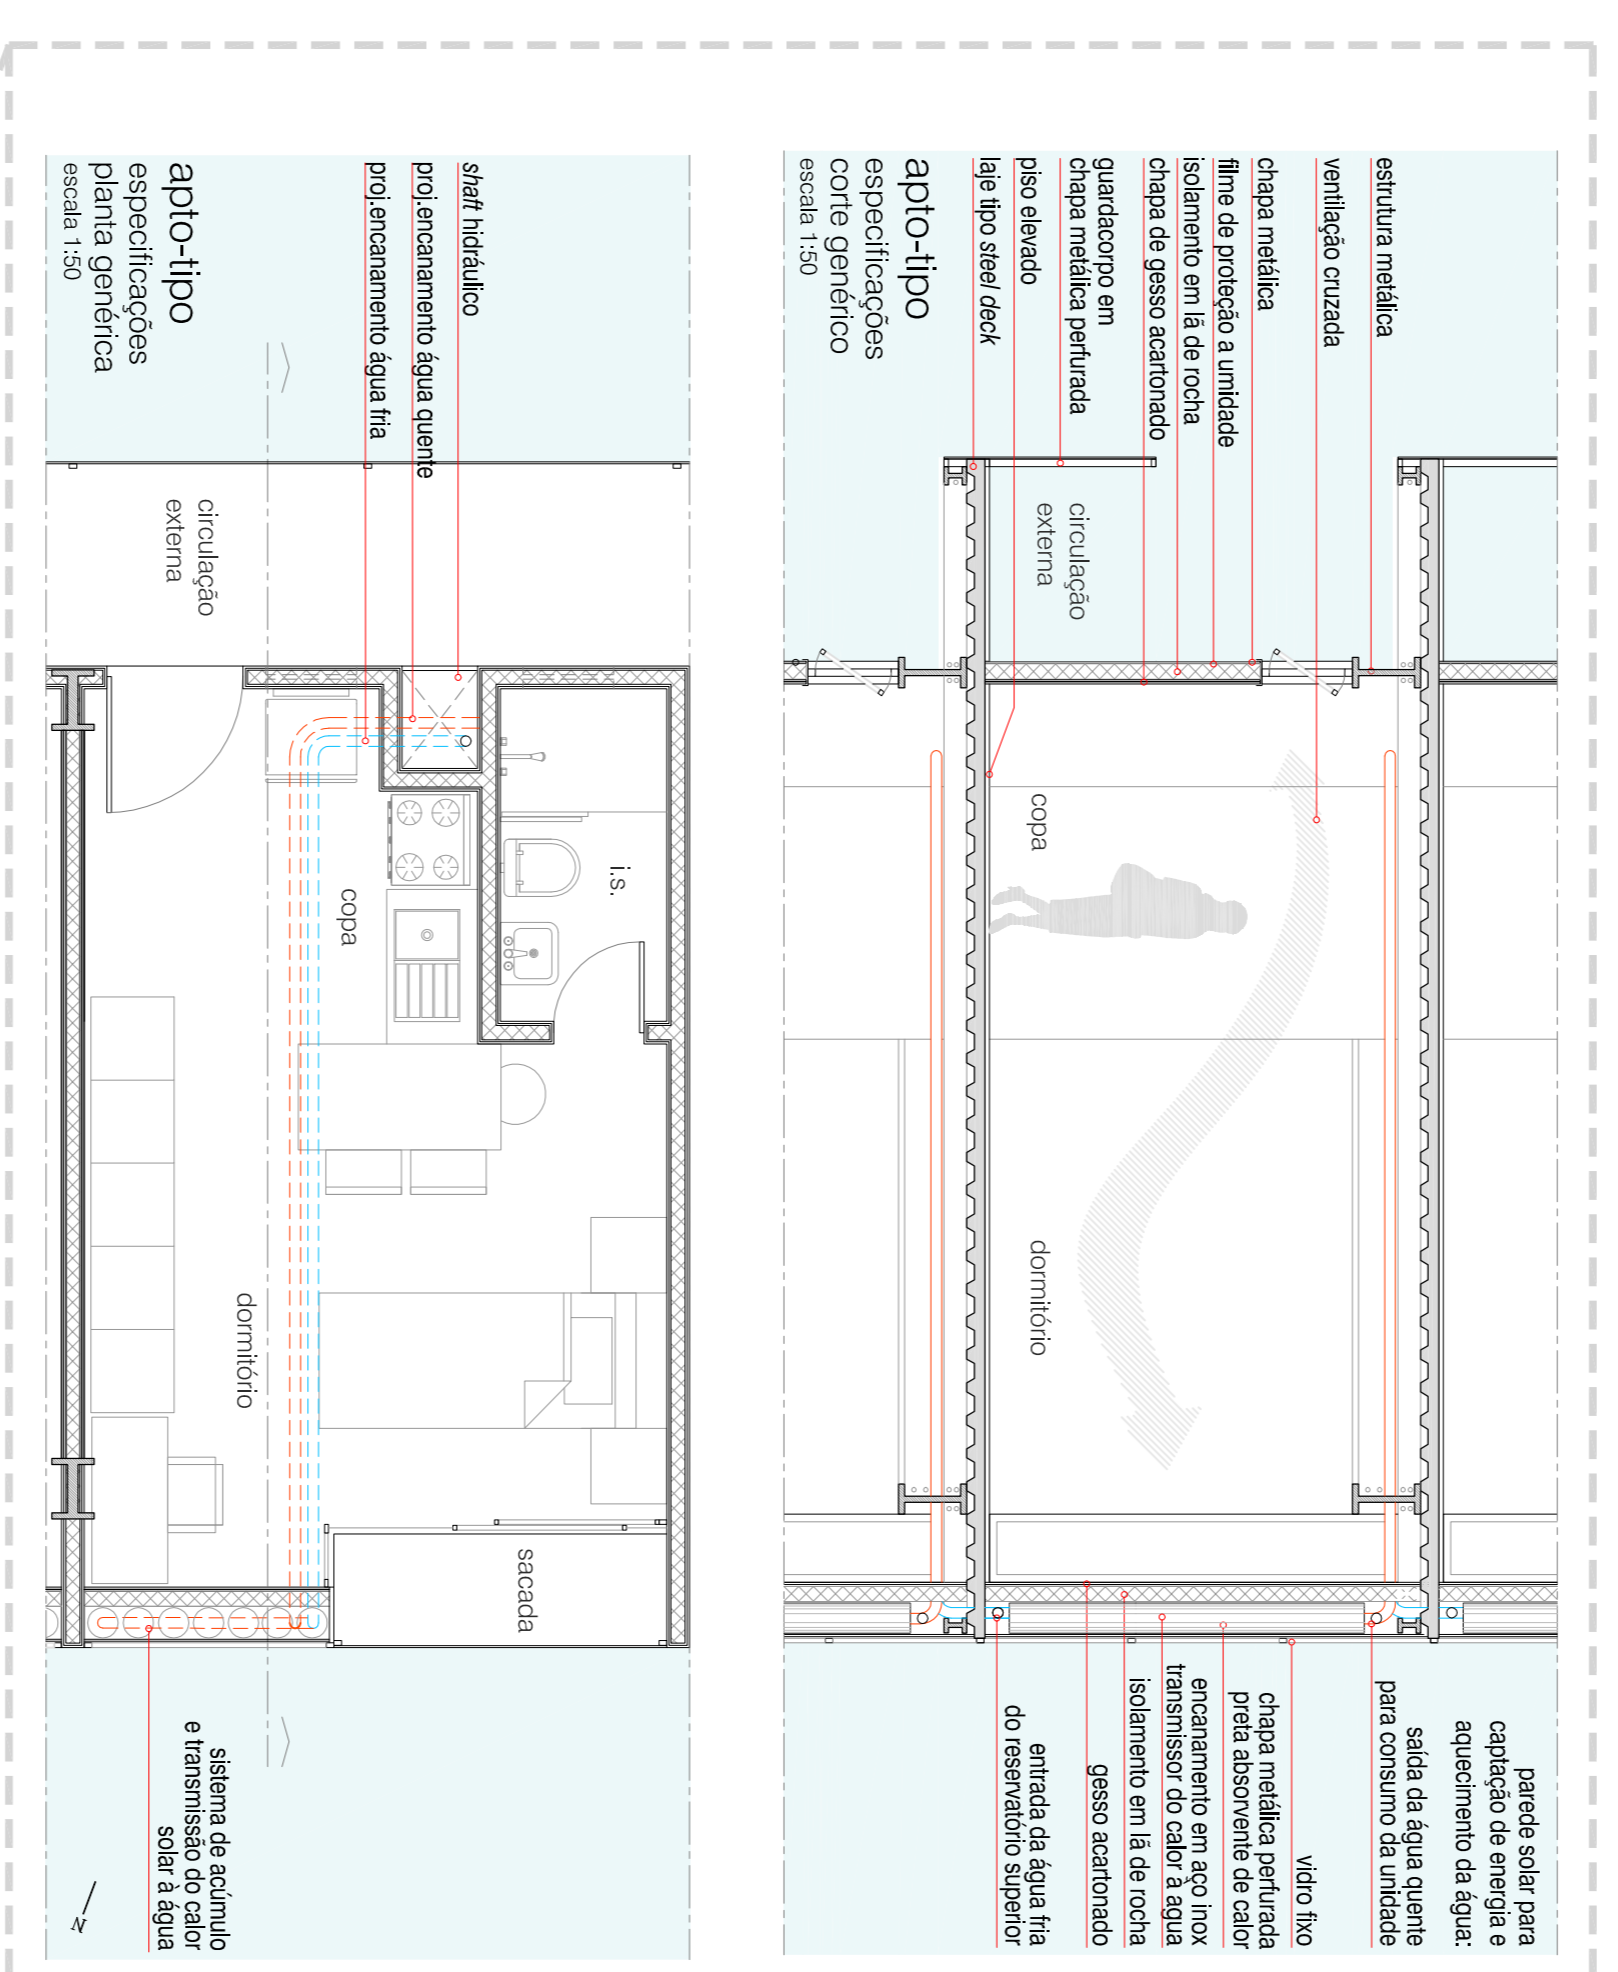 estrutura metálica
ventilação cruzada
chapa metálica
filme de proteção a umidade
isolamento em lã de rocha
chapa de gesso acartonado
guardacorpo em
chapa metálica perfurada
piso elevado
laje tipo steel deck
apto-tipo
especificações
corte genérico
escala 1:50
circulação
externa
copa
dormitório
parede solar para
captação de energia e
aquecimento da água:
saída da água quente
para consumo da unidade
vidro fixo
chapa metálica perfurada
preta absorvente de calor
encanamento em aço inox
transmissor do calor à agua
isolamento em lã de rocha
gesso acartonado
entrada da água fria
do reservatório superior
shaft hidráulico
proj.encanamento água quente
proj.encanamento água fria
apto-tipo
especificações
planta genérica
escala 1:50
circulação
externa
i.s.
copa
dormitório
sacada
sistema de acúmulo
e transmissão do calor
solar à água
N